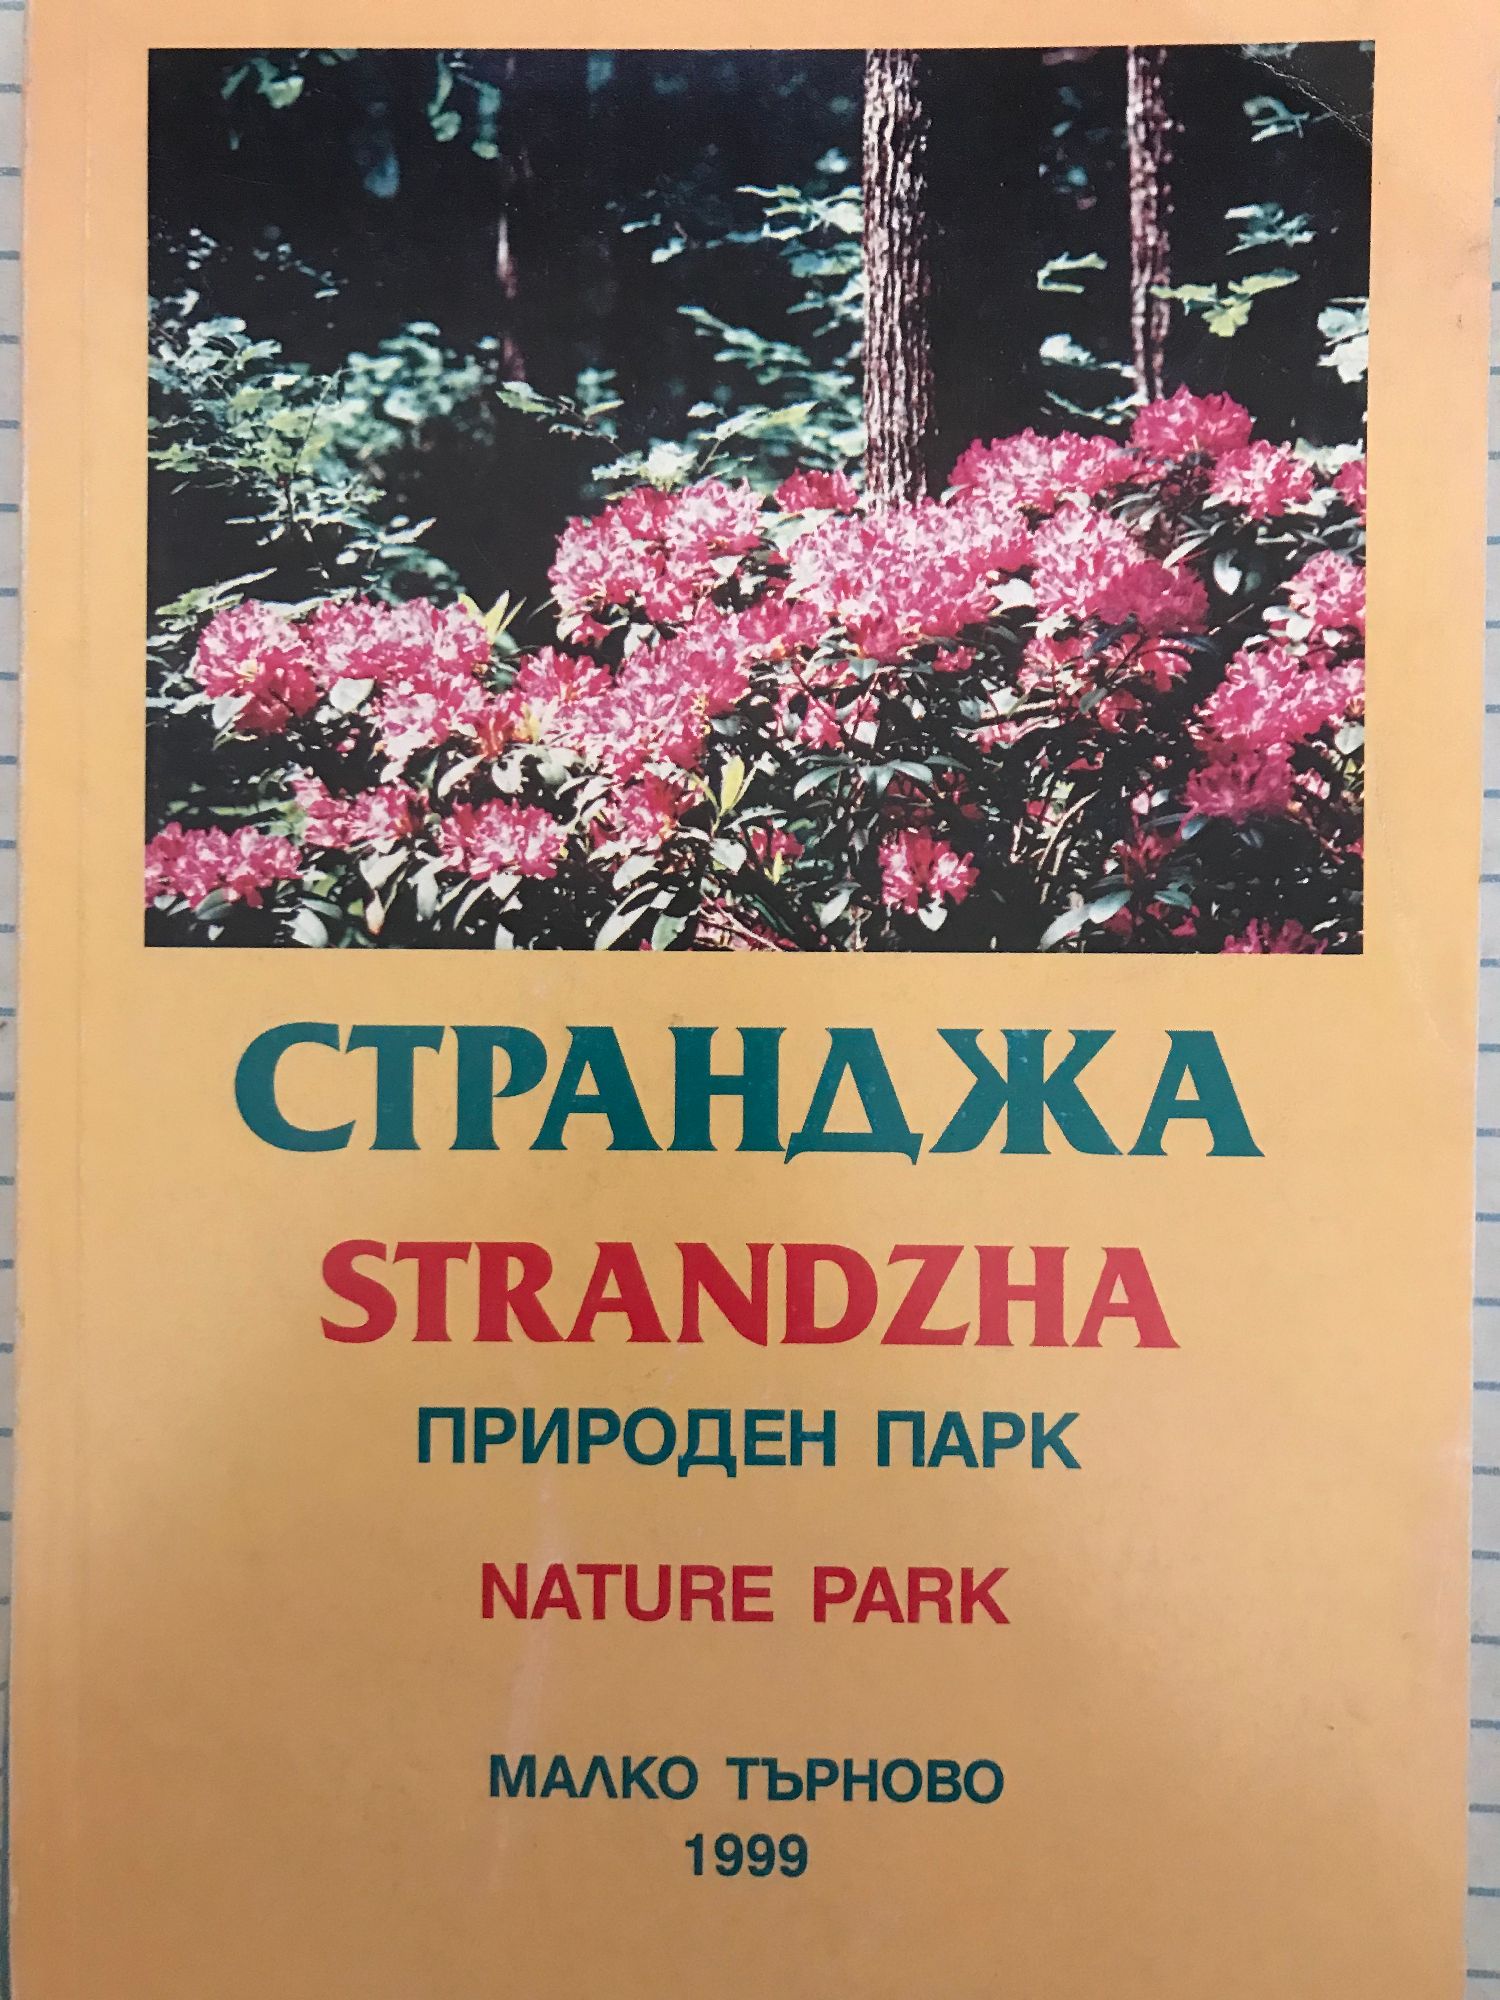 СТРАНДЖА
STRANDZHA
ПРИРОДЕН ПАРК
NATURE PARK
МАЛКО ТЪРНОВО
1999